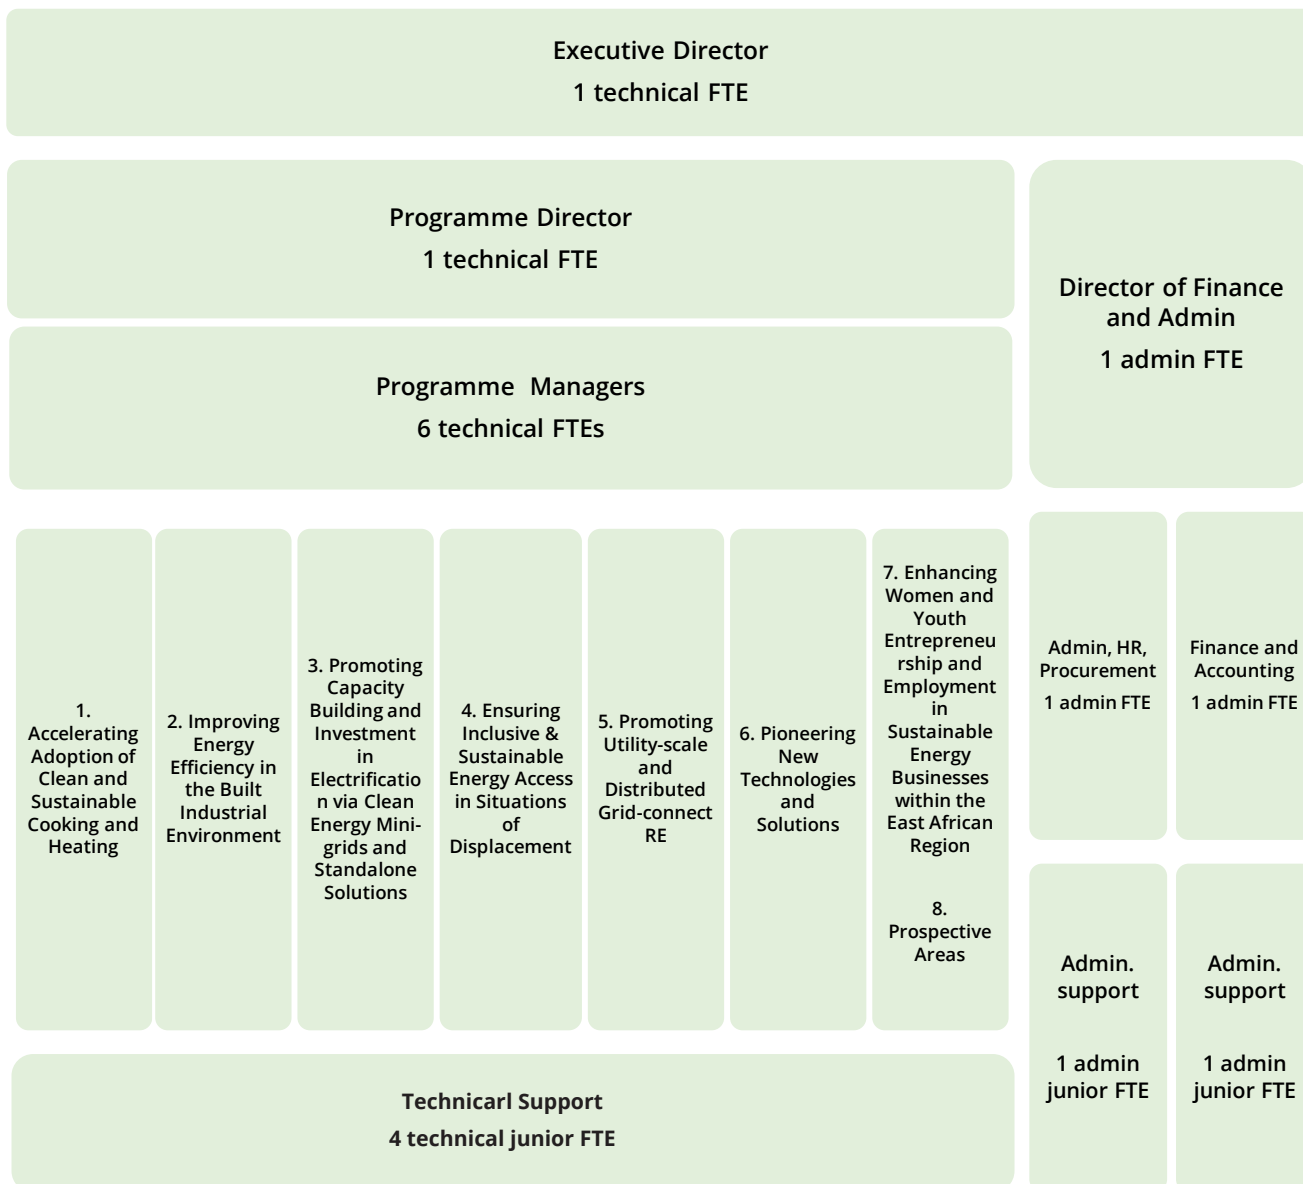 Executive Director
1 technical FTE
Programme Director
1 technical FTE
Director of Finance
and Admin
1 admin FTE
Programme Managers
6 technical FTEs
1.
Accelerating
Adoption of
Clean and
Sustainable
Cooking and
Heating
2. Improving
Energy
Efficiency in
the Built
Industrial
Environment
3. Promoting
Capacity
Building and
Investment
in
Electrificatio
n via Clean
Energy Mini-
grids and
Standalone
Solutions
4. Ensuring
Inclusive &
Sustainable
Energy Access
in Situations
of
Displacement
5. Promoting
Utility-scale
and
Distributed
Grid-connect
RE
6. Pioneering
New
Technologies
and
Solutions
7. Enhancing
Women and
Youth
Entrepreneu
rship and
Employment
in
Sustainable
Energy
Businesses
within the
East African
Region
8.
Prospective
Areas
Admin, HR,
Procurement
1 admin FTE
Finance and
Accounting
1 admin FTE
Admin.
support
1 admin
junior FTE
Admin.
support
1 admin
junior FTE
Technicarl Support
4 technical junior FTE